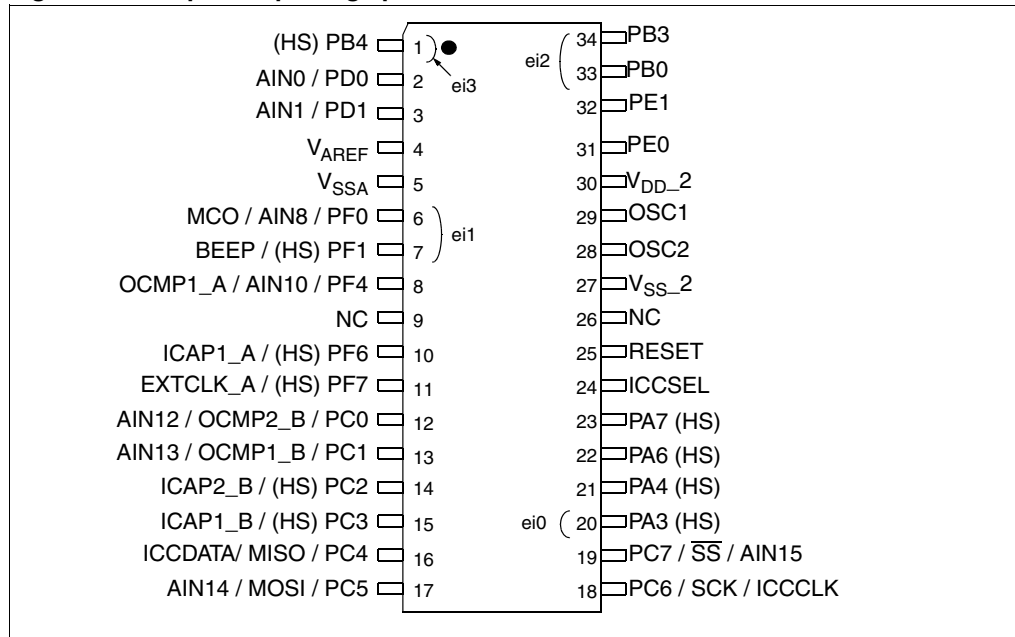 (HS) PB4 1
AIN0 / PD0 2
AIN1 / PD1 3
VAREF 4
VSSA 5
MCO / AIN8 / PF0 6
BEEP / (HS) PF1 7
OCMP1_A / AIN10 / PF4 8
NC 9
ICAP1_A / (HS) PF6 10
EXTCLK_A / (HS) PF7 11
AIN12 / OCMP2_B / PC0 12
AIN13 / OCMP1_B / PC1 13
ICAP2_B / (HS) PC2 14
ICAP1_B / (HS) PC3 15
ICCDATA/ MISO / PC4 16
AIN14 / MOSI / PC5 17
ei3
ei1
ei2
ei0
34 PB3
33 PB0
32 PE1
31 PE0
30 VDD_2
29 OSC1
28 OSC2
27 VSS_2
26 NC
25 RESET
24 ICCSEL
23 PA7 (HS)
22 PA6 (HS)
21 PA4 (HS)
20 PA3 (HS)
19 PC7 / SS / AIN15
18 PC6 / SCK / ICCCLK